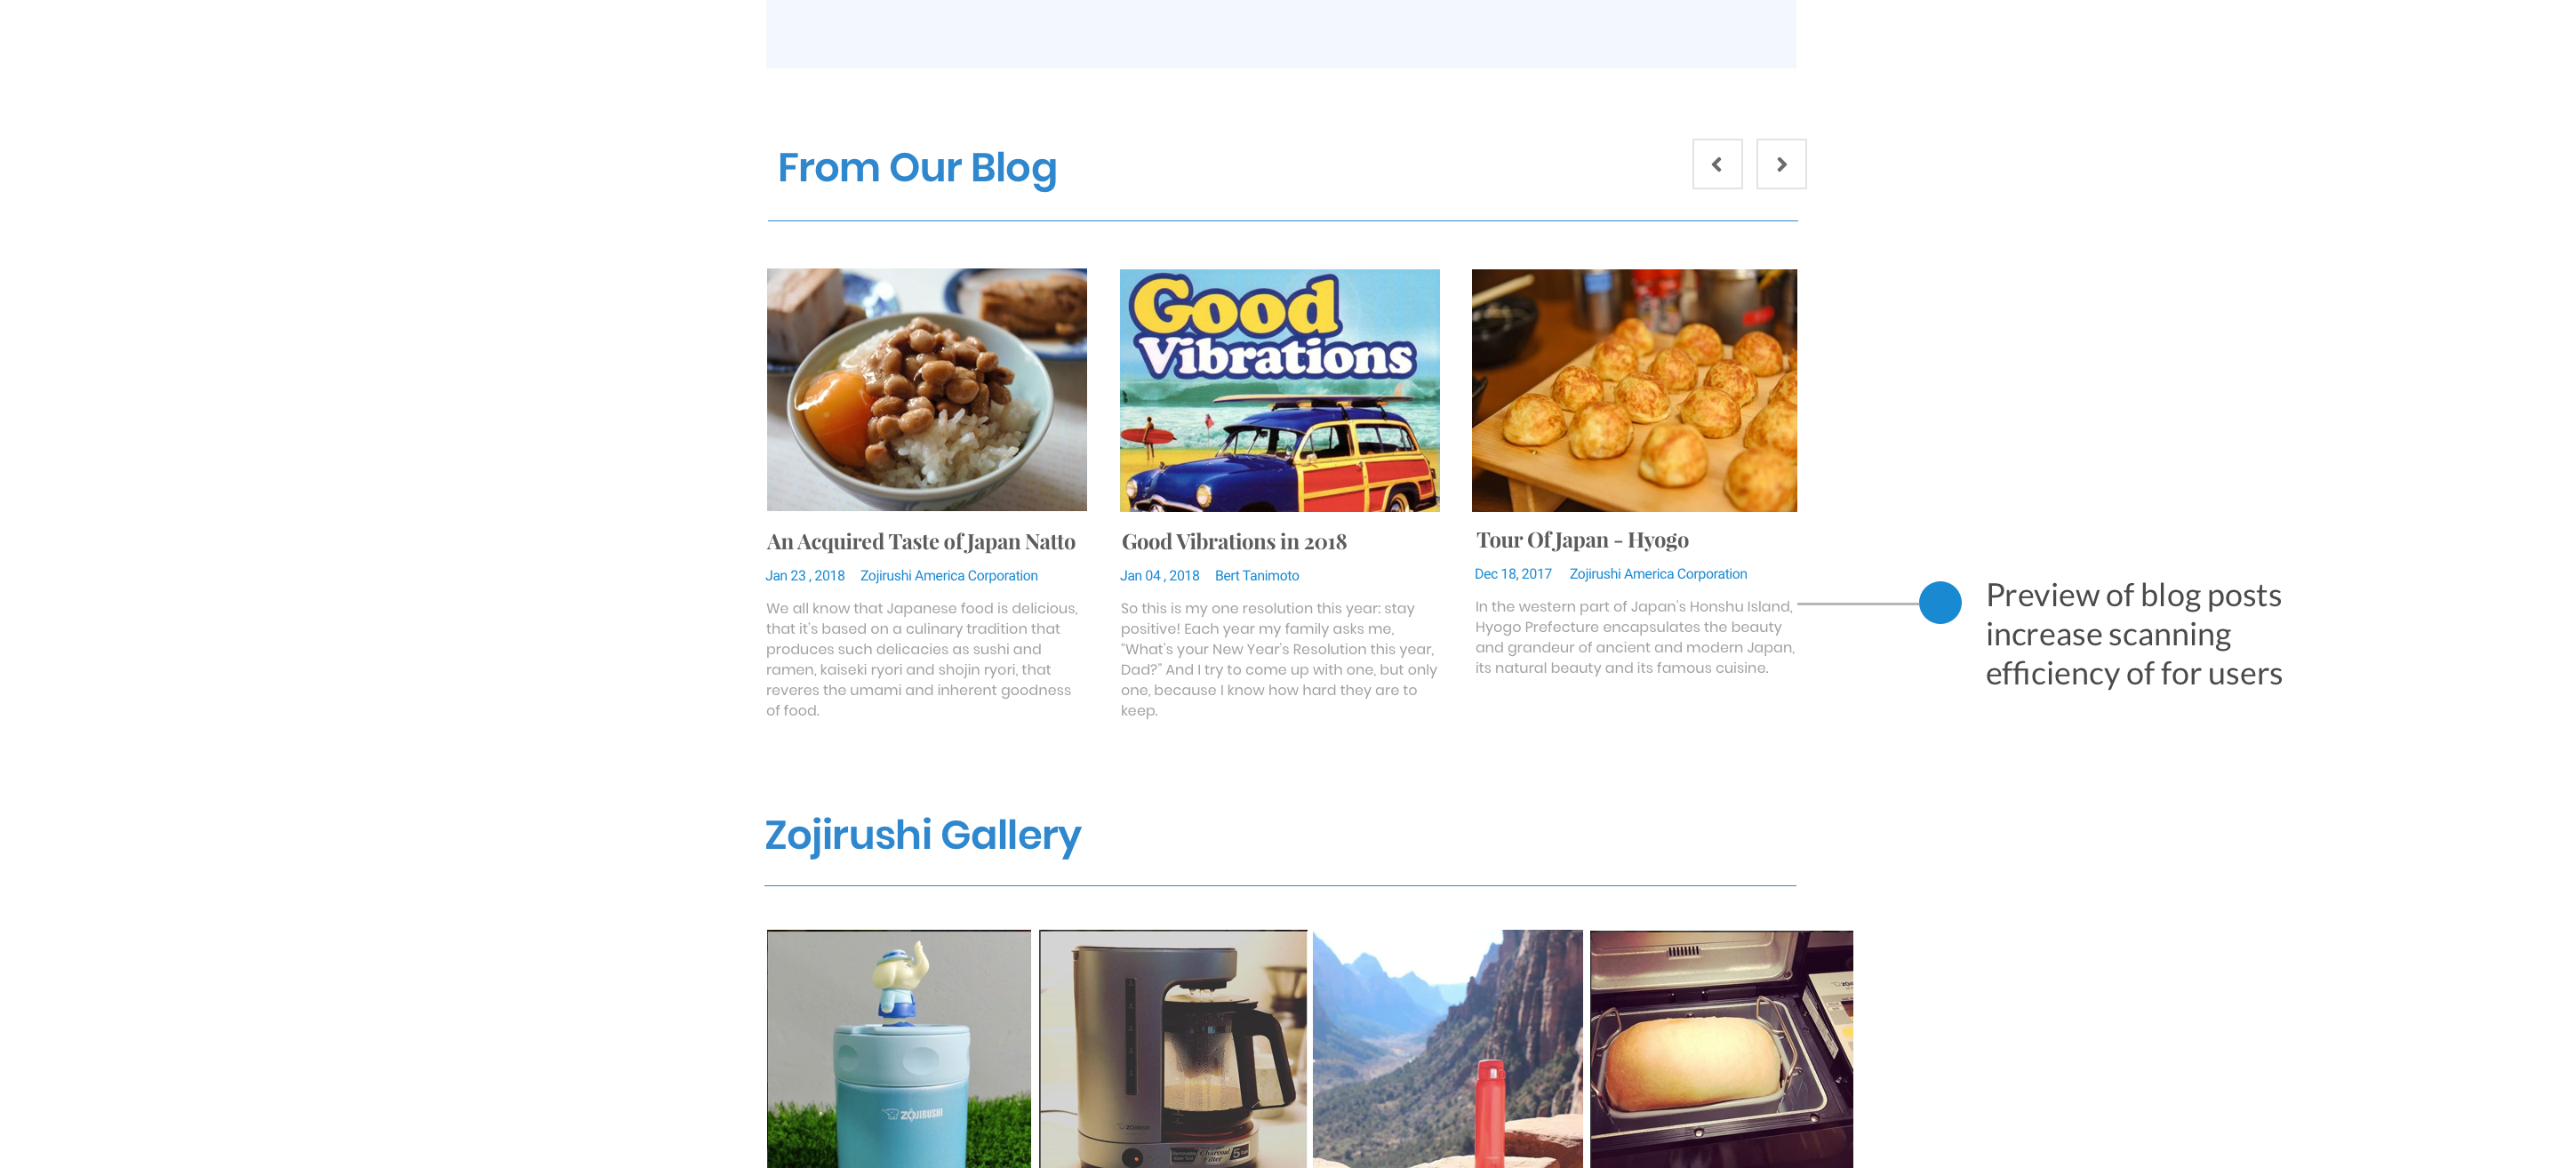 From Our Blog
Good
Vibrations
An Acquired Taste of Japan Natto
Jan 23 , 2018 Zojirushi America Corporation
We all know that Japanese food is delicious,
that it's based on a culinary tradition that
produces such delicacies as sushi and
ramen, kaiseki ryori and shojin ryori, that
reveres the umami and inherent goodness
of food.
Good Vibrations in 2018
Jan 04 , 2018 Bert Tanimoto
So this is my one resolution this year: stay
positive! Each year my family asks me,
"What's your New Year's Resolution this year,
Dad?" And I try to come up with one, but only
one, because I know how hard they are to
keep.
Tour Of Japan - Hyogo
Dec 18, 2017 Zojirushi America Corporation
In the western part of Japan's Honshu Island,
Hyogo Prefecture encapsulates the beauty
and grandeur of ancient and modern Japan,
its natural beauty and its famous cuisine.
Preview of blog posts
increase scanning
efficiency of for users
Zojirushi Gallery
ZOJIRUSHI
ZOJIRUSHI
Charcoal
Filter
5